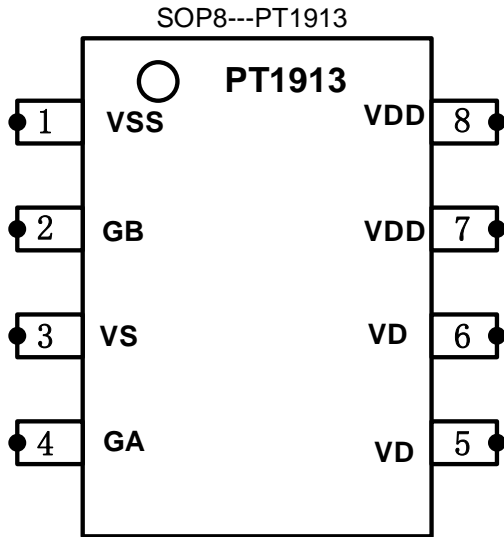 SOP8---PT1913
PT1913
1 VSS VDD 8
2 GB VDD 7
3 VS VD 6
4 GA VD 5